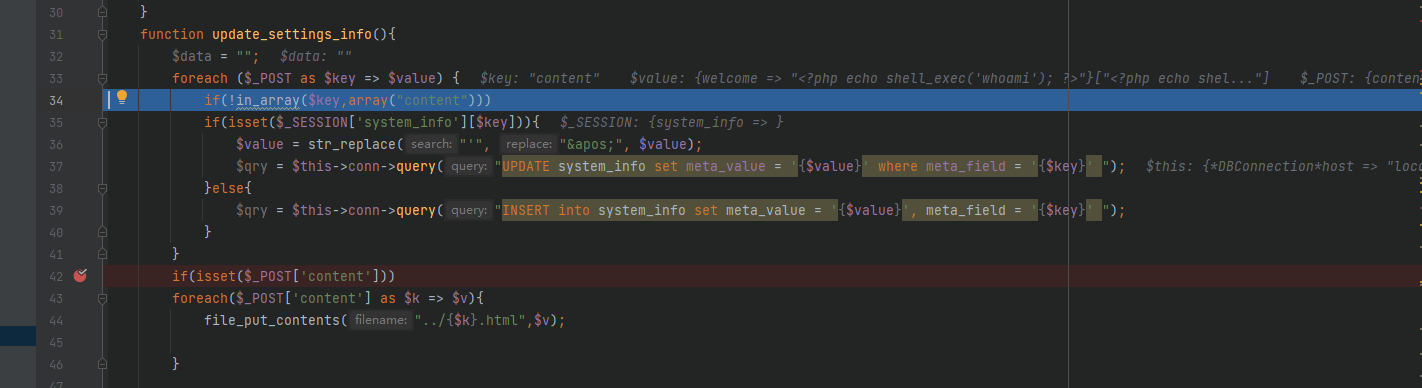 30 }
31 function update_settings_info(){
32 $data = ""; $data: ""
33 foreach ($_POST as $key => $value) { $key: "content" $value: {welcome => "<?php echo shell_exec('whoami'); ?>"}["<?php echo shel..."] $_POST: {conten
34 if(!in_array($key,array("content")))
35 if(isset($_SESSION['system_info'][$key])){ $_SESSION: {system_info => }
36 $value = str_replace( search: "'", replace: "&apos;", $value);
37 $qry = $this->conn->query( query: "UPDATE system_info set meta_value = '{$value}' where meta_field = '{$key}' "); $this: {*DBConnection*host => "loca
38 }else{
39 $qry = $this->conn->query( query: "INSERT into system_info set meta_value = '{$value}', meta_field = '{$key}' ");
40 }
41 }
42 if(isset($_POST['content']))
43 foreach($_POST['content'] as $k => $v){
44 file_put_contents( filename: "../{$k}.html",$v);
45
46 }
47